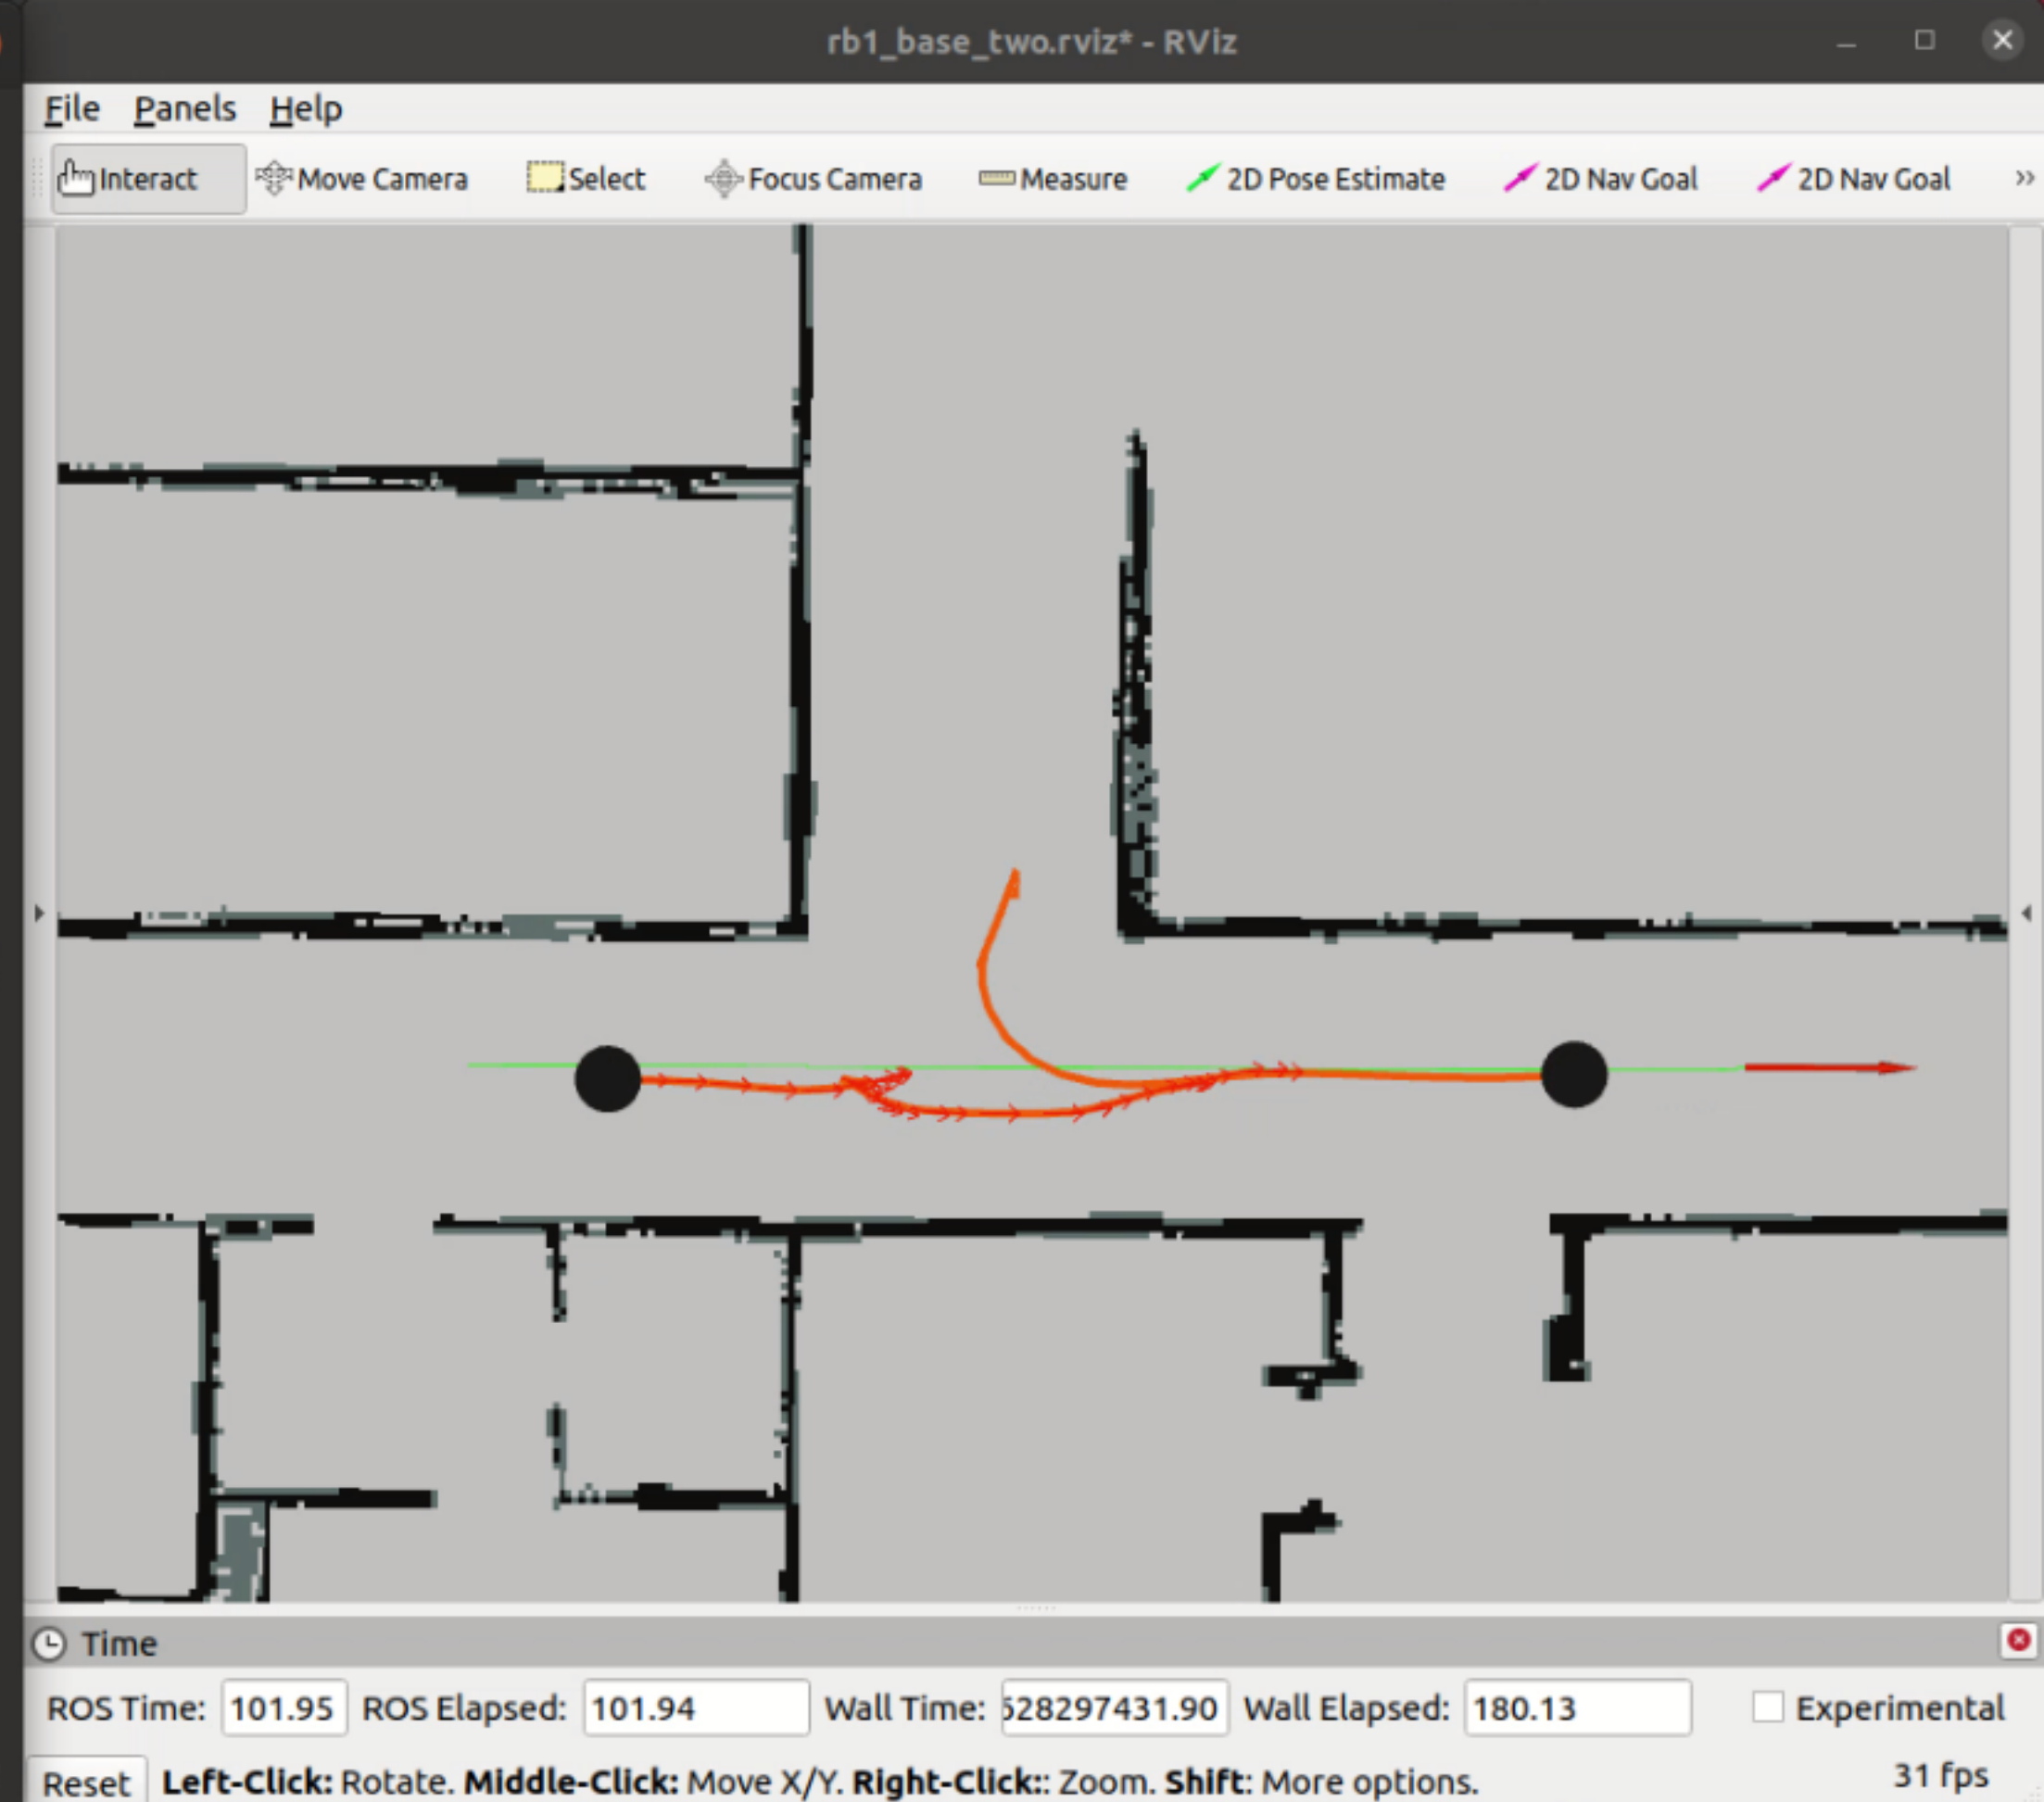 rb1_base_two.rviz* - RViz
File Panels Help
Interact Move Camera Select Focus Camera Measure 2D Pose Estimate 2D Nav Goal 2D Nav Goal »
Time
ROS Time: 101.95 ROS Elapsed: 101.94 Wall Time: 628297431.90 Wall Elapsed: 180.13 Experimental
Reset Left-Click: Rotate. Middle-Click: Move X/Y. Right-Click:: Zoom. Shift: More options. 31 fps